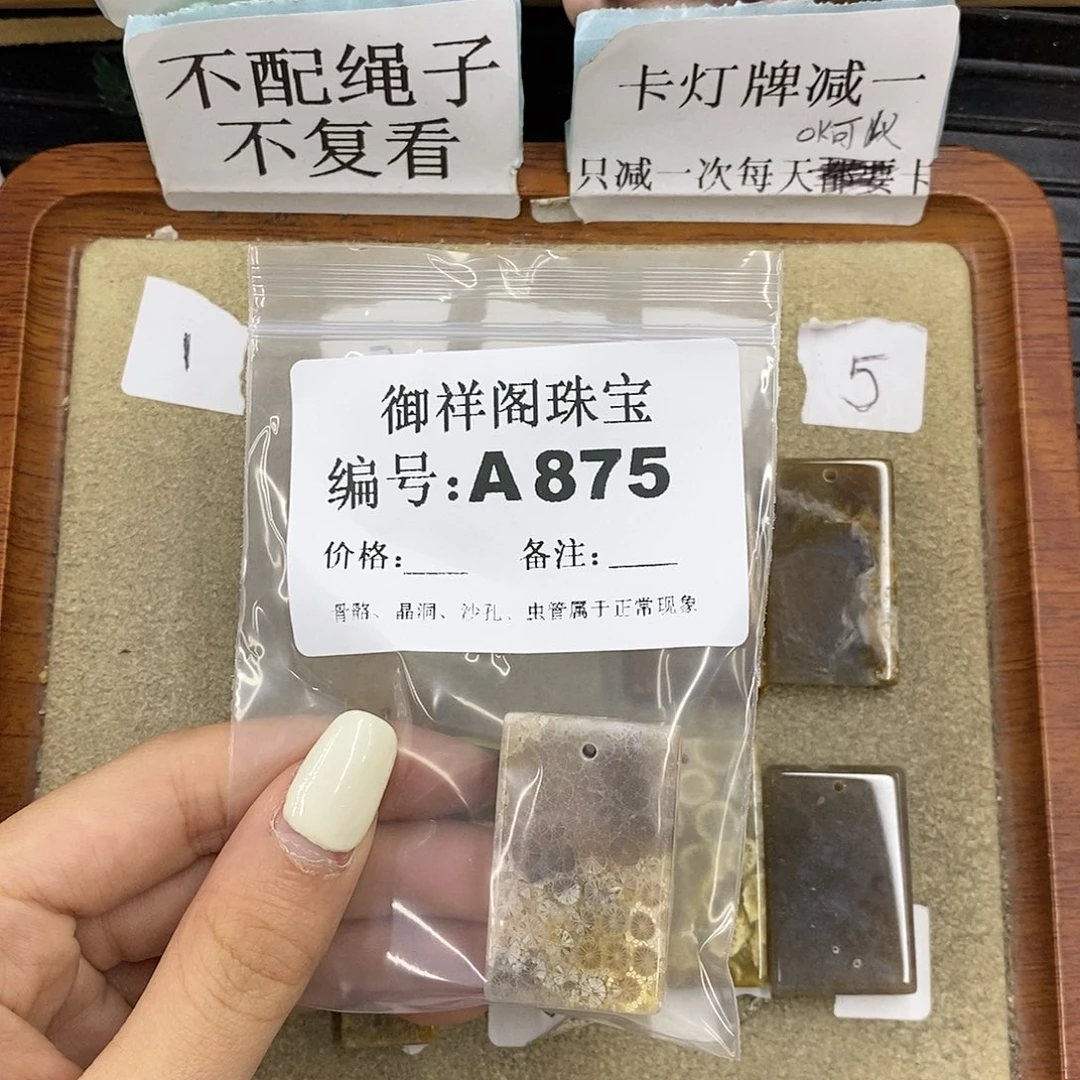 不配绳子
不复看
卡灯牌减一
OK可以
只减一次每天都要卡
1
5
御祥阁珠宝
编号:A875
价格:____ 备注:____
骨骼、晶洞、沙孔、虫管属于正常现象